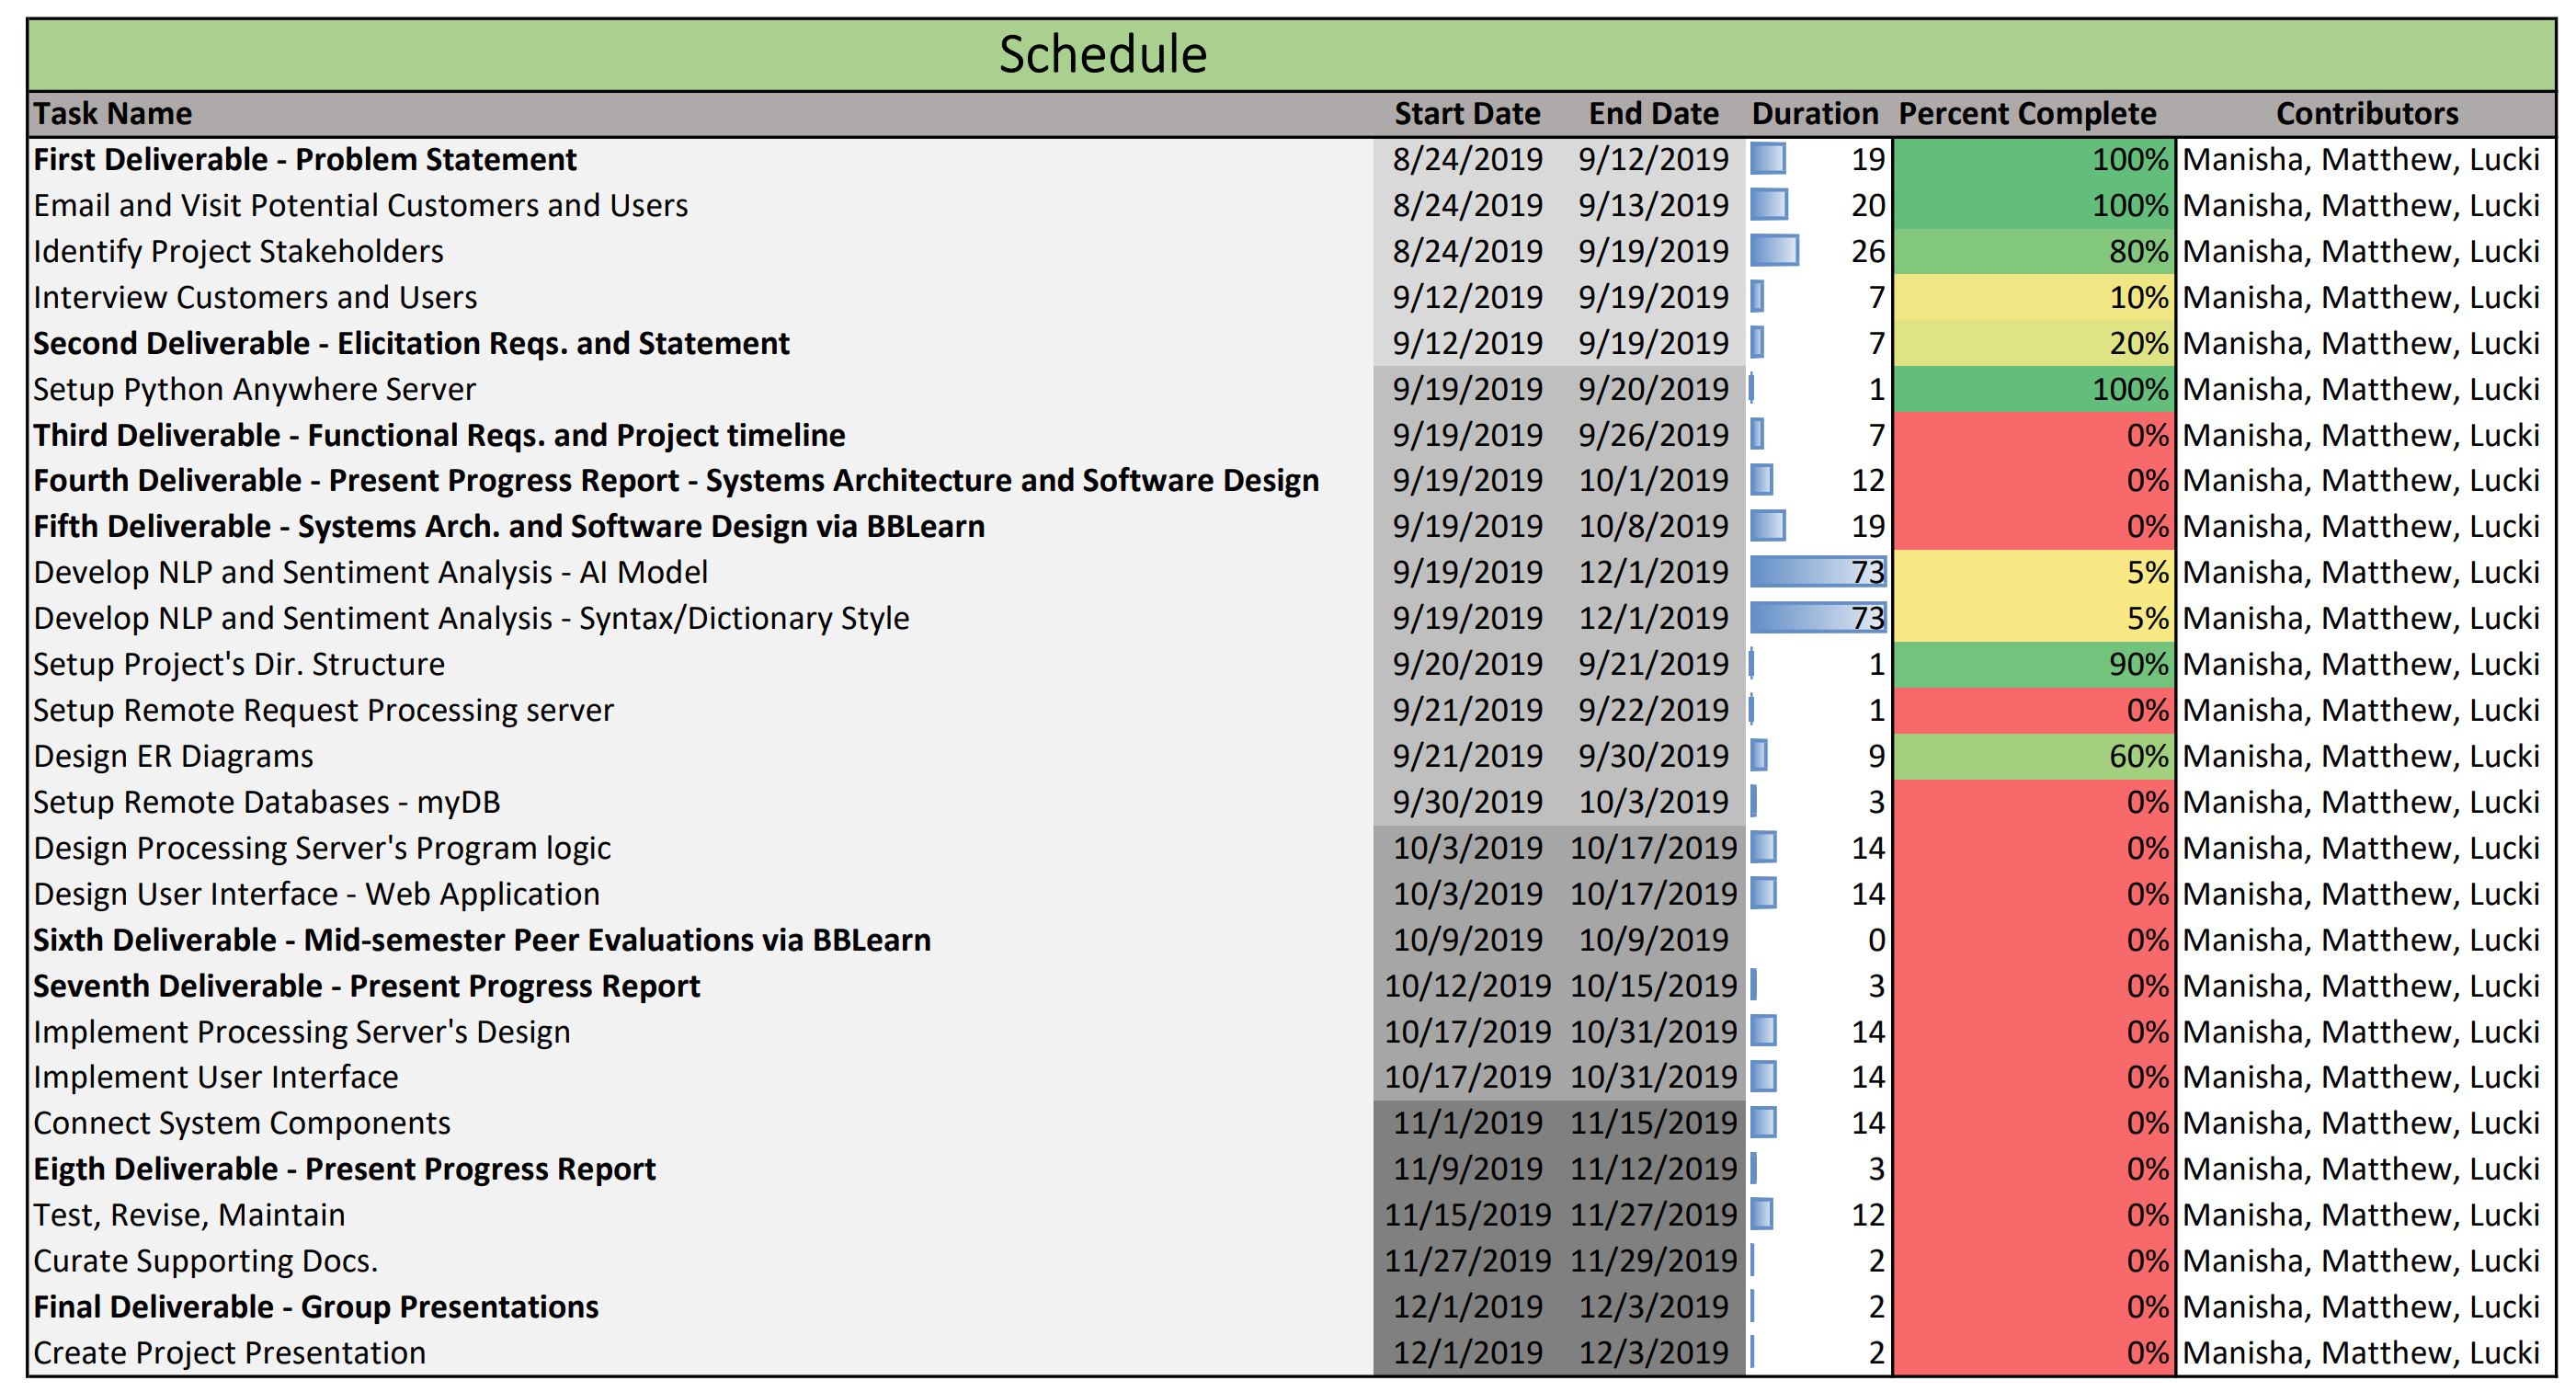 Schedule
Task Name Start Date End Date Duration Percent Complete Contributors
First Deliverable - Problem Statement 8/24/2019 9/12/2019 19 100% Manisha, Matthew, Lucki
Email and Visit Potential Customers and Users 8/24/2019 9/13/2019 20 100% Manisha, Matthew, Lucki
Identify Project Stakeholders 8/24/2019 9/19/2019 26 80% Manisha, Matthew, Lucki
Interview Customers and Users 9/12/2019 9/19/2019 7 10% Manisha, Matthew, Lucki
Second Deliverable - Elicitation Reqs. and Statement 9/12/2019 9/19/2019 7 20% Manisha, Matthew, Lucki
Setup Python Anywhere Server 9/19/2019 9/20/2019 1 100% Manisha, Matthew, Lucki
Third Deliverable - Functional Reqs. and Project timeline 9/19/2019 9/26/2019 7 0% Manisha, Matthew, Lucki
Fourth Deliverable - Present Progress Report - Systems Architecture and Software Design 9/19/2019 10/1/2019 12 0% Manisha, Matthew, Lucki
Fifth Deliverable - Systems Arch. and Software Design via BBLearn 9/19/2019 10/8/2019 19 0% Manisha, Matthew, Lucki
Develop NLP and Sentiment Analysis - AI Model 9/19/2019 12/1/2019 73 5% Manisha, Matthew, Lucki
Develop NLP and Sentiment Analysis - Syntax/Dictionary Style 9/19/2019 12/1/2019 73 5% Manisha, Matthew, Lucki
Setup Project's Dir. Structure 9/20/2019 9/21/2019 1 90% Manisha, Matthew, Lucki
Setup Remote Request Processing server 9/21/2019 9/22/2019 1 0% Manisha, Matthew, Lucki
Design ER Diagrams 9/21/2019 9/30/2019 9 60% Manisha, Matthew, Lucki
Setup Remote Databases - myDB 9/30/2019 10/3/2019 3 0% Manisha, Matthew, Lucki
Design Processing Server's Program logic 10/3/2019 10/17/2019 14 0% Manisha, Matthew, Lucki
Design User Interface - Web Application 10/3/2019 10/17/2019 14 0% Manisha, Matthew, Lucki
Sixth Deliverable - Mid-semester Peer Evaluations via BBLearn 10/9/2019 10/9/2019 0 0% Manisha, Matthew, Lucki
Seventh Deliverable - Present Progress Report 10/12/2019 10/15/2019 3 0% Manisha, Matthew, Lucki
Implement Processing Server's Design 10/17/2019 10/31/2019 14 0% Manisha, Matthew, Lucki
Implement User Interface 10/17/2019 10/31/2019 14 0% Manisha, Matthew, Lucki
Connect System Components 11/1/2019 11/15/2019 14 0% Manisha, Matthew, Lucki
Eigth Deliverable - Present Progress Report 11/9/2019 11/12/2019 3 0% Manisha, Matthew, Lucki
Test, Revise, Maintain 11/15/2019 11/27/2019 12 0% Manisha, Matthew, Lucki
Curate Supporting Docs. 11/27/2019 11/29/2019 2 0% Manisha, Matthew, Lucki
Final Deliverable - Group Presentations 12/1/2019 12/3/2019 2 0% Manisha, Matthew, Lucki
Create Project Presentation 12/1/2019 12/3/2019 2 0% Manisha, Matthew, Lucki